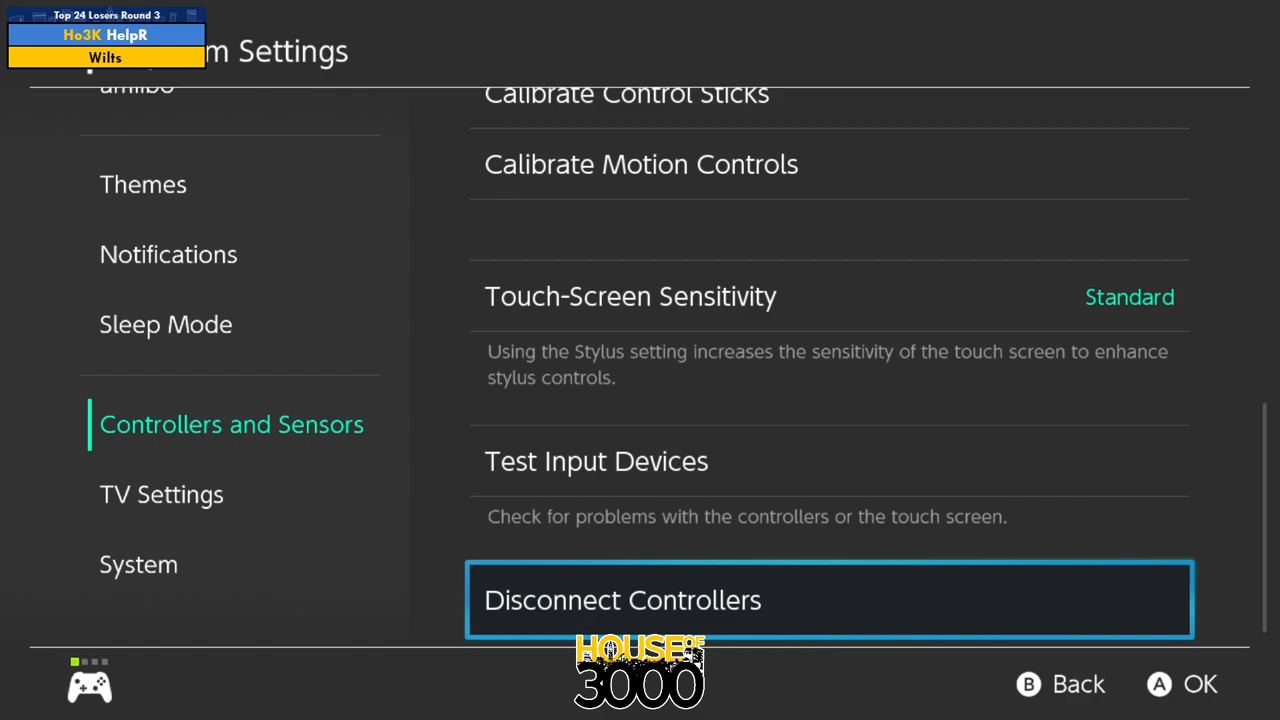 Top 24 Losers Round 3
Ho3K HelpR
Wilts
m Settings
amiibo
Themes
Notifications
Sleep Mode
Controllers and Sensors
TV Settings
System
Calibrate Control Sticks
Calibrate Motion Controls
Touch-Screen Sensitivity Standard
Using the Stylus setting increases the sensitivity of the touch screen to enhance
stylus controls.
Test Input Devices
Check for problems with the controllers or the touch screen.
Disconnect Controllers
HOUSE OF
3000
B Back A OK